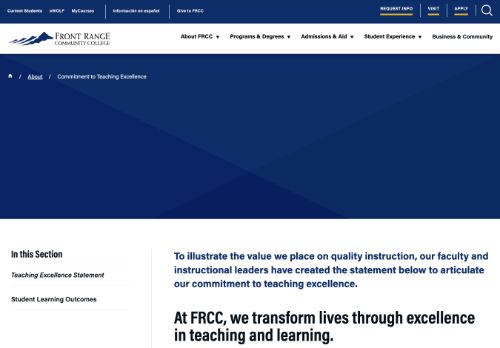 Current Students eWOLF MyCourses Información en español Give to FRCC REQUEST INFO VISIT APPLY
FRONT RANGE
COMMUNITY COLLEGE
About FRCC Programs & Degrees Admissions & Aid Student Experience Business & Community
/ About / Commitment to Teaching Excellence
In this Section
Teaching Excellence Statement
Student Learning Outcomes
To illustrate the value we place on quality instruction, our faculty and
instructional leaders have created the statement below to articulate
our commitment to teaching excellence.
At FRCC, we transform lives through excellence
in teaching and learning.